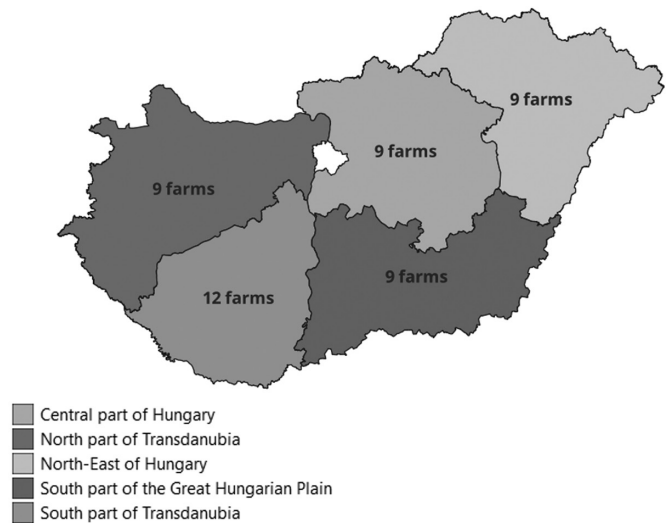 9 farms
9 farms
9 farms
9 farms
12 farms
Central part of Hungary
North part of Transdanubia
North-East of Hungary
South part of the Great Hungarian Plain
South part of Transdanubia